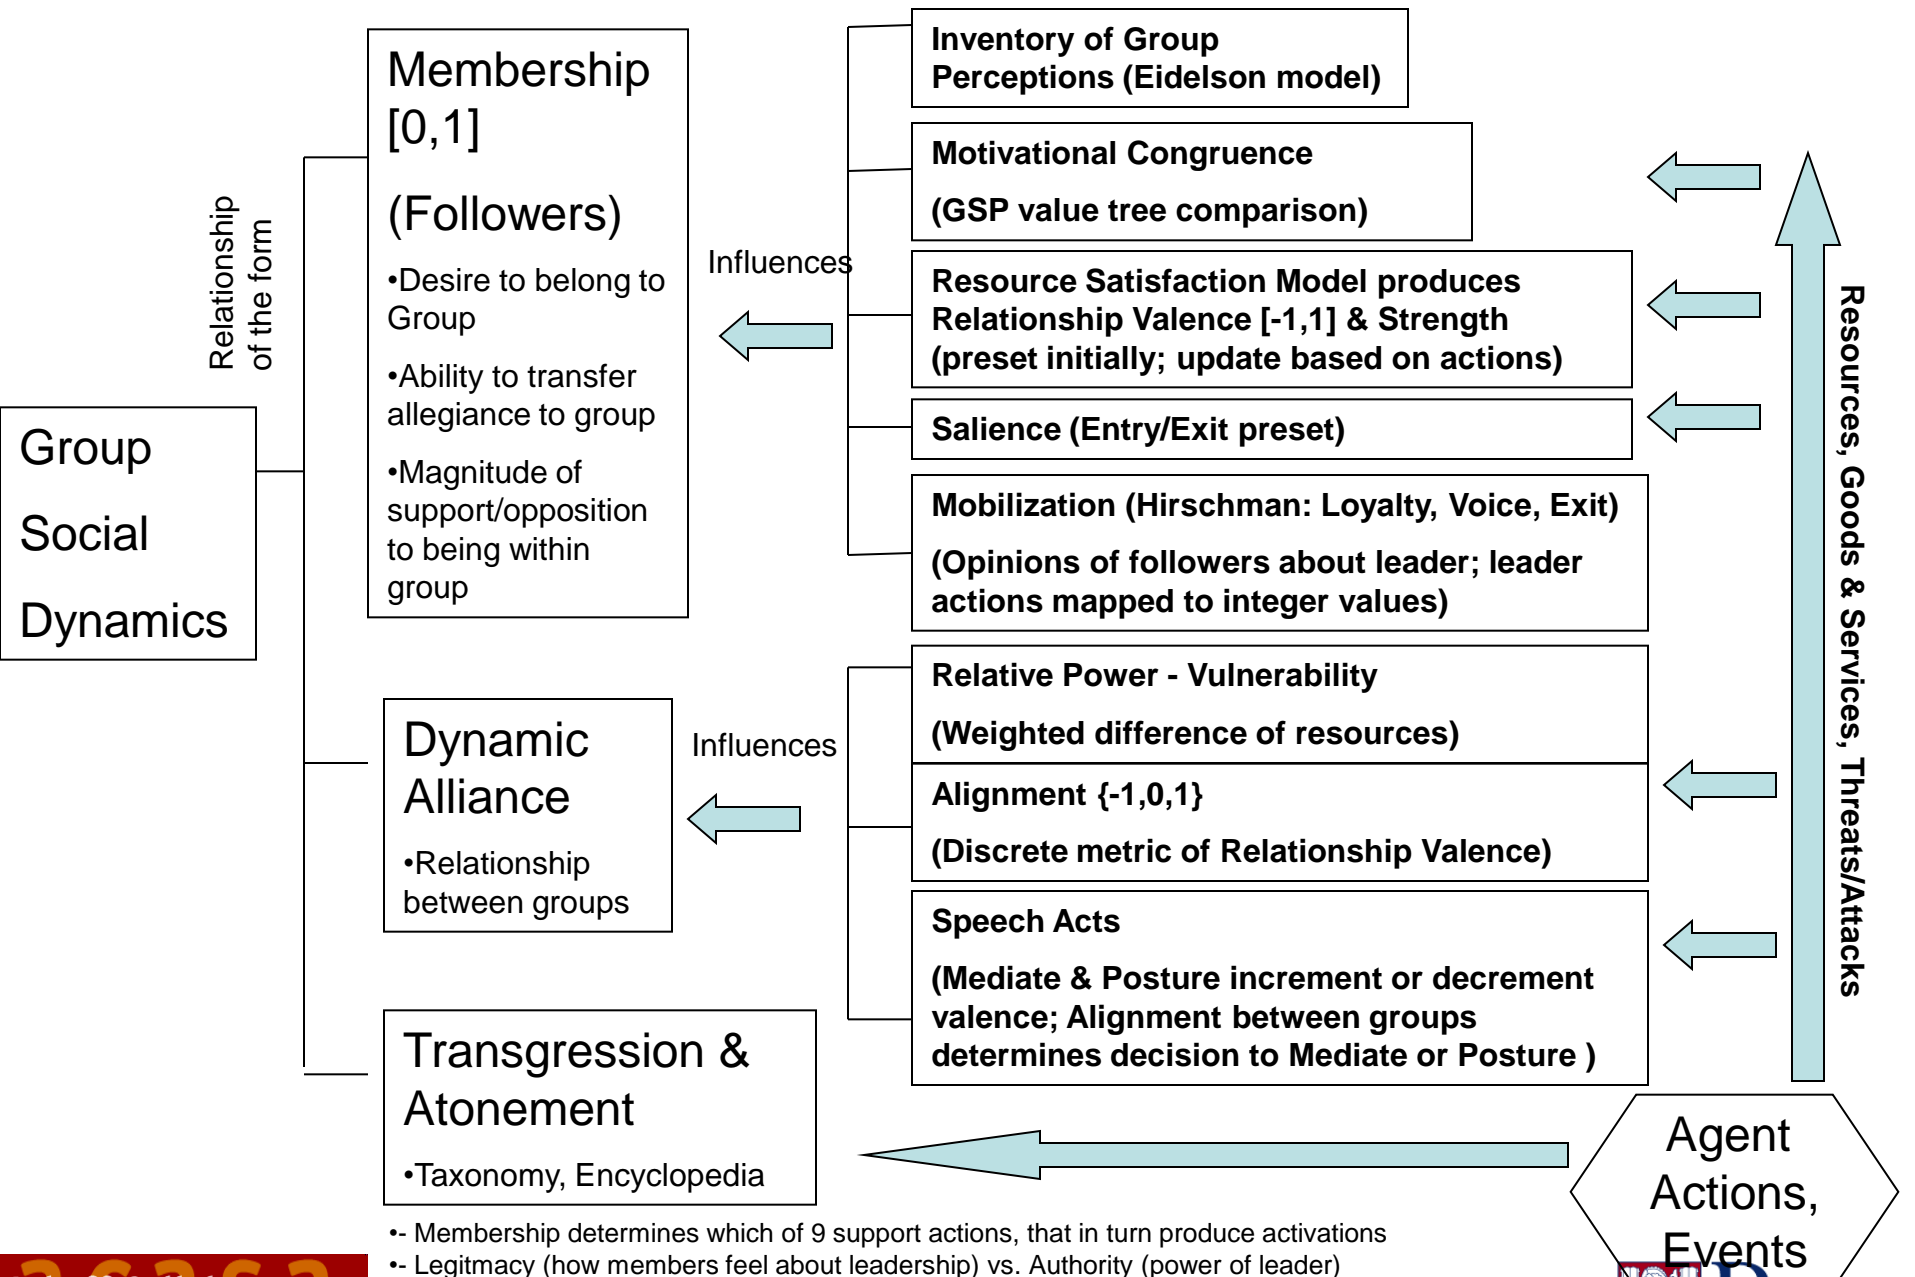 Group
Social
Dynamics
Relationship
of the form
Membership
[0,1]
(Followers)
•Desire to belong to
Group
•Ability to transfer
allegiance to group
•Magnitude of
support/opposition
to being within
group
Influences
Inventory of Group
Perceptions (Eidelson model)
Motivational Congruence
(GSP value tree comparison)
Resource Satisfaction Model produces
Relationship Valence [-1,1] & Strength
(preset initially; update based on actions)
Salience (Entry/Exit preset)
Mobilization (Hirschman: Loyalty, Voice, Exit)
(Opinions of followers about leader; leader
actions mapped to integer values)
Dynamic
Alliance
•Relationship
between groups
Influences
Relative Power - Vulnerability
(Weighted difference of resources)
Alignment {-1,0,1}
(Discrete metric of Relationship Valence)
Speech Acts
(Mediate & Posture increment or decrement
valence; Alignment between groups
determines decision to Mediate or Posture )
Resources, Goods & Services, Threats/Attacks
Transgression &
Atonement
•Taxonomy, Encyclopedia
Agent
Actions,
Events
•- Membership determines which of 9 support actions, that in turn produce activations
•- Legitmacy (how members feel about leadership) vs. Authority (power of leader)